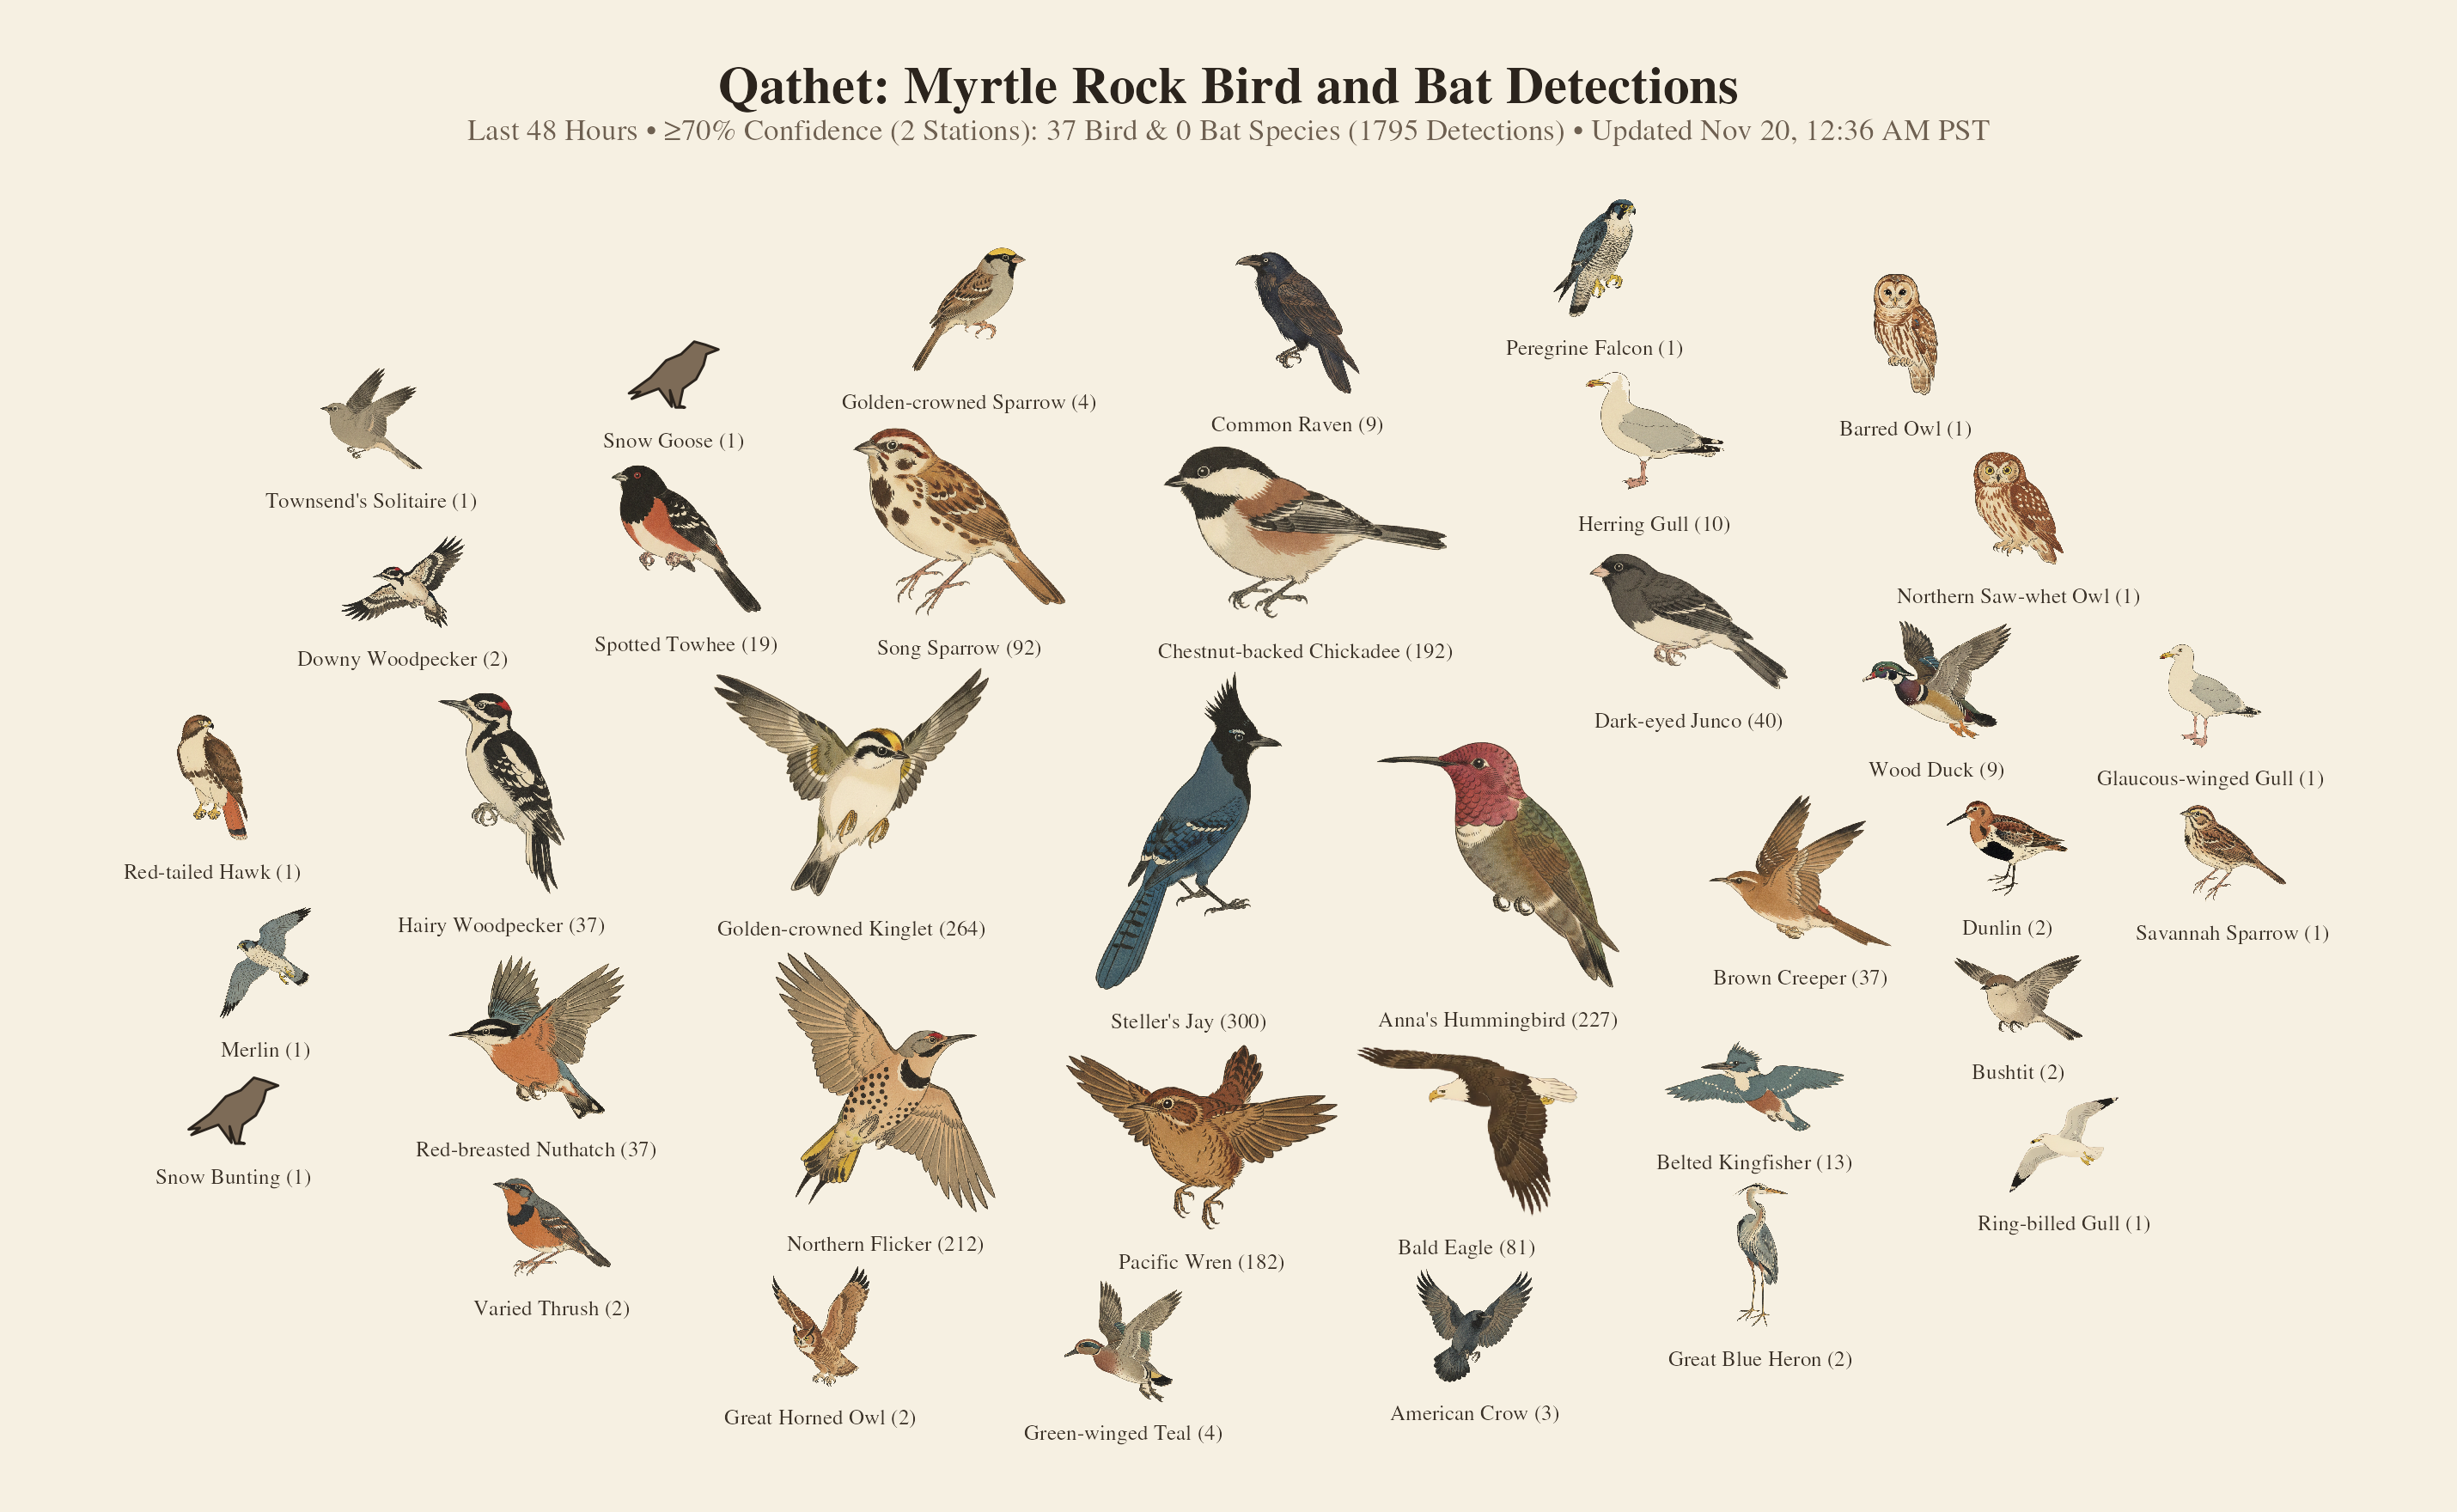 Qathet: Myrtle Rock Bird and Bat Detections
Last 48 Hours • ≥70% Confidence (2 Stations): 37 Bird & 0 Bat Species (1795 Detections) • Updated Nov 20, 12:36 AM PST
Peregrine Falcon (1)
Golden-crowned Sparrow (4)
Common Raven (9)
Barred Owl (1)
Snow Goose (1)
Townsend's Solitaire (1)
Herring Gull (10)
Northern Saw-whet Owl (1)
Spotted Towhee (19)
Song Sparrow (92)
Chestnut-backed Chickadee (192)
Downy Woodpecker (2)
Dark-eyed Junco (40)
Wood Duck (9)
Glaucous-winged Gull (1)
Red-tailed Hawk (1)
Hairy Woodpecker (37)
Golden-crowned Kinglet (264)
Dunlin (2)
Savannah Sparrow (1)
Brown Creeper (37)
Steller's Jay (300)
Anna's Hummingbird (227)
Merlin (1)
Bushtit (2)
Red-breasted Nuthatch (37)
Belted Kingfisher (13)
Snow Bunting (1)
Ring-billed Gull (1)
Northern Flicker (212)
Pacific Wren (182)
Bald Eagle (81)
Varied Thrush (2)
Great Blue Heron (2)
Great Horned Owl (2)
Green-winged Teal (4)
American Crow (3)